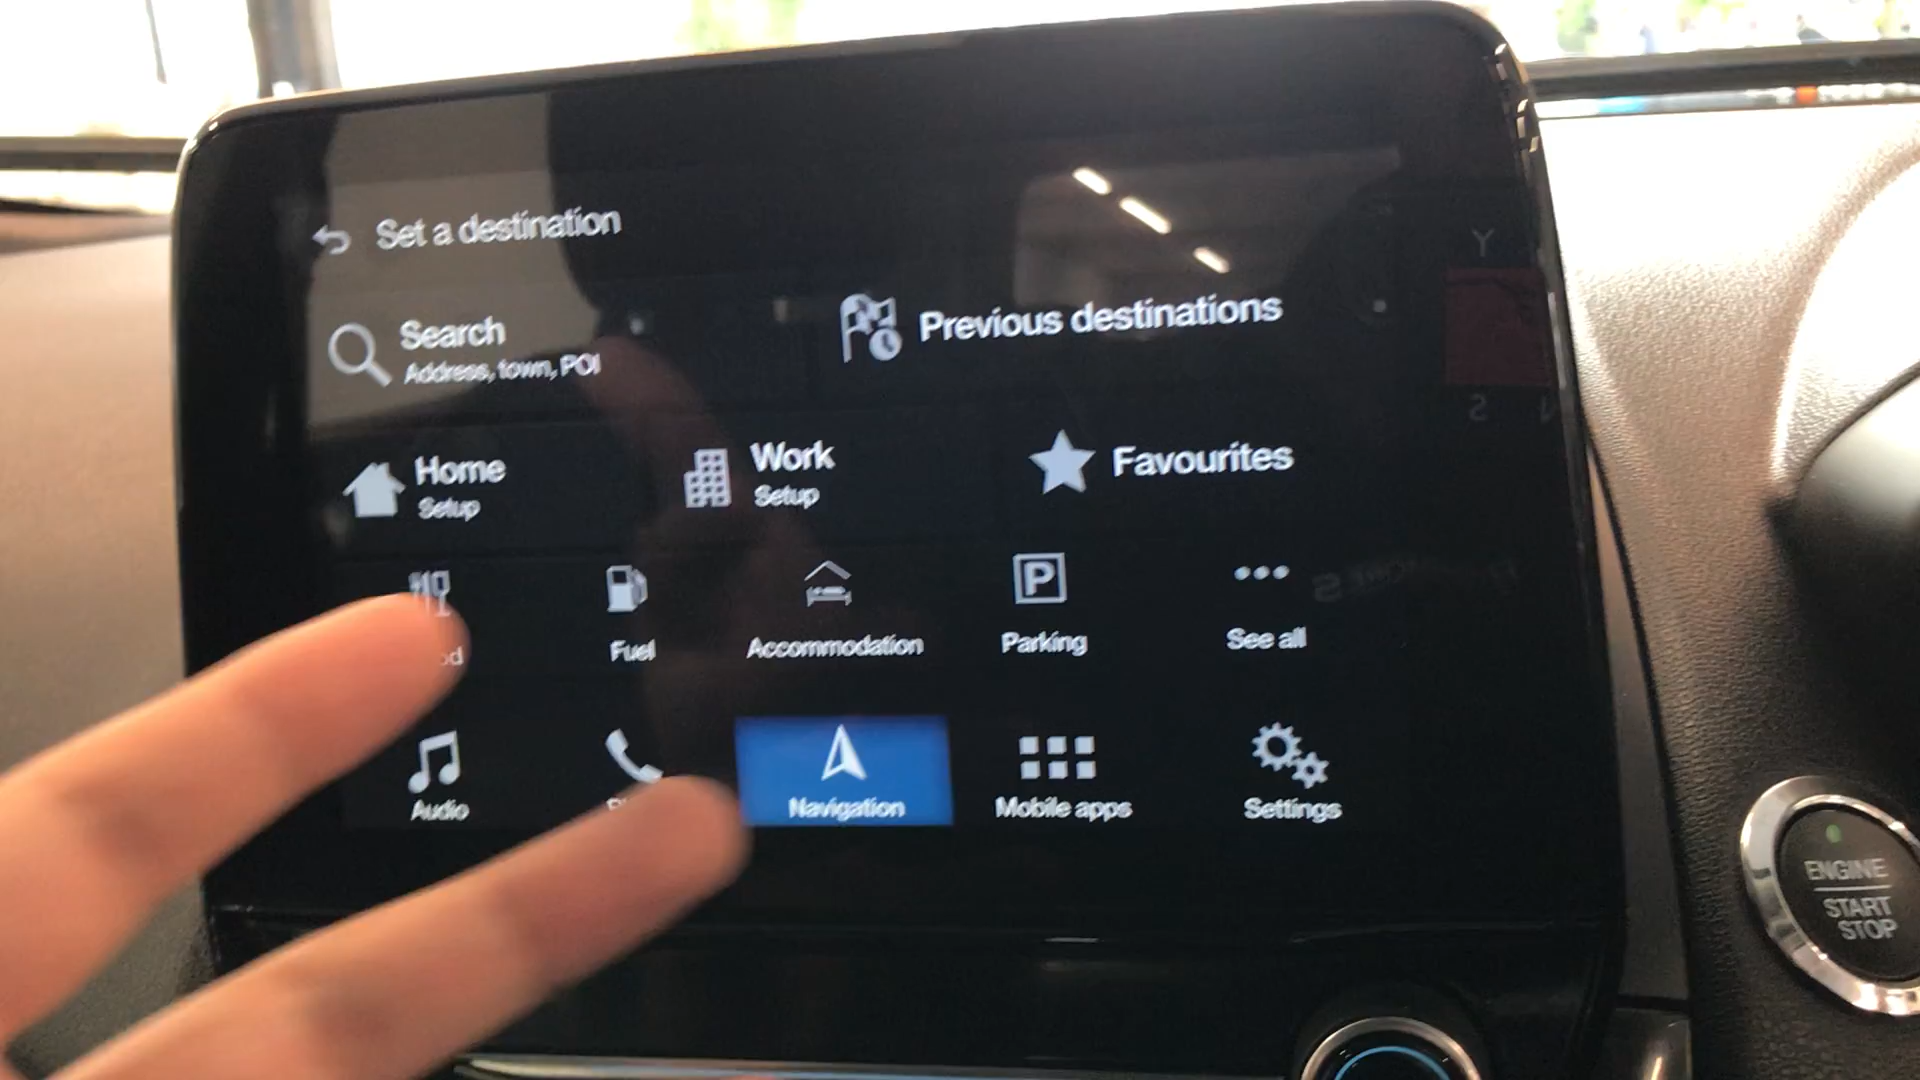 Set a destination
Search
Address, town, POI
Previous destinations
Home
Setup
Work
Setup
Favourites
Fuel
Accommodation
P
Parking
See all
Audio
Navigation
Mobile apps
Settings
ENGINE
START
STOP